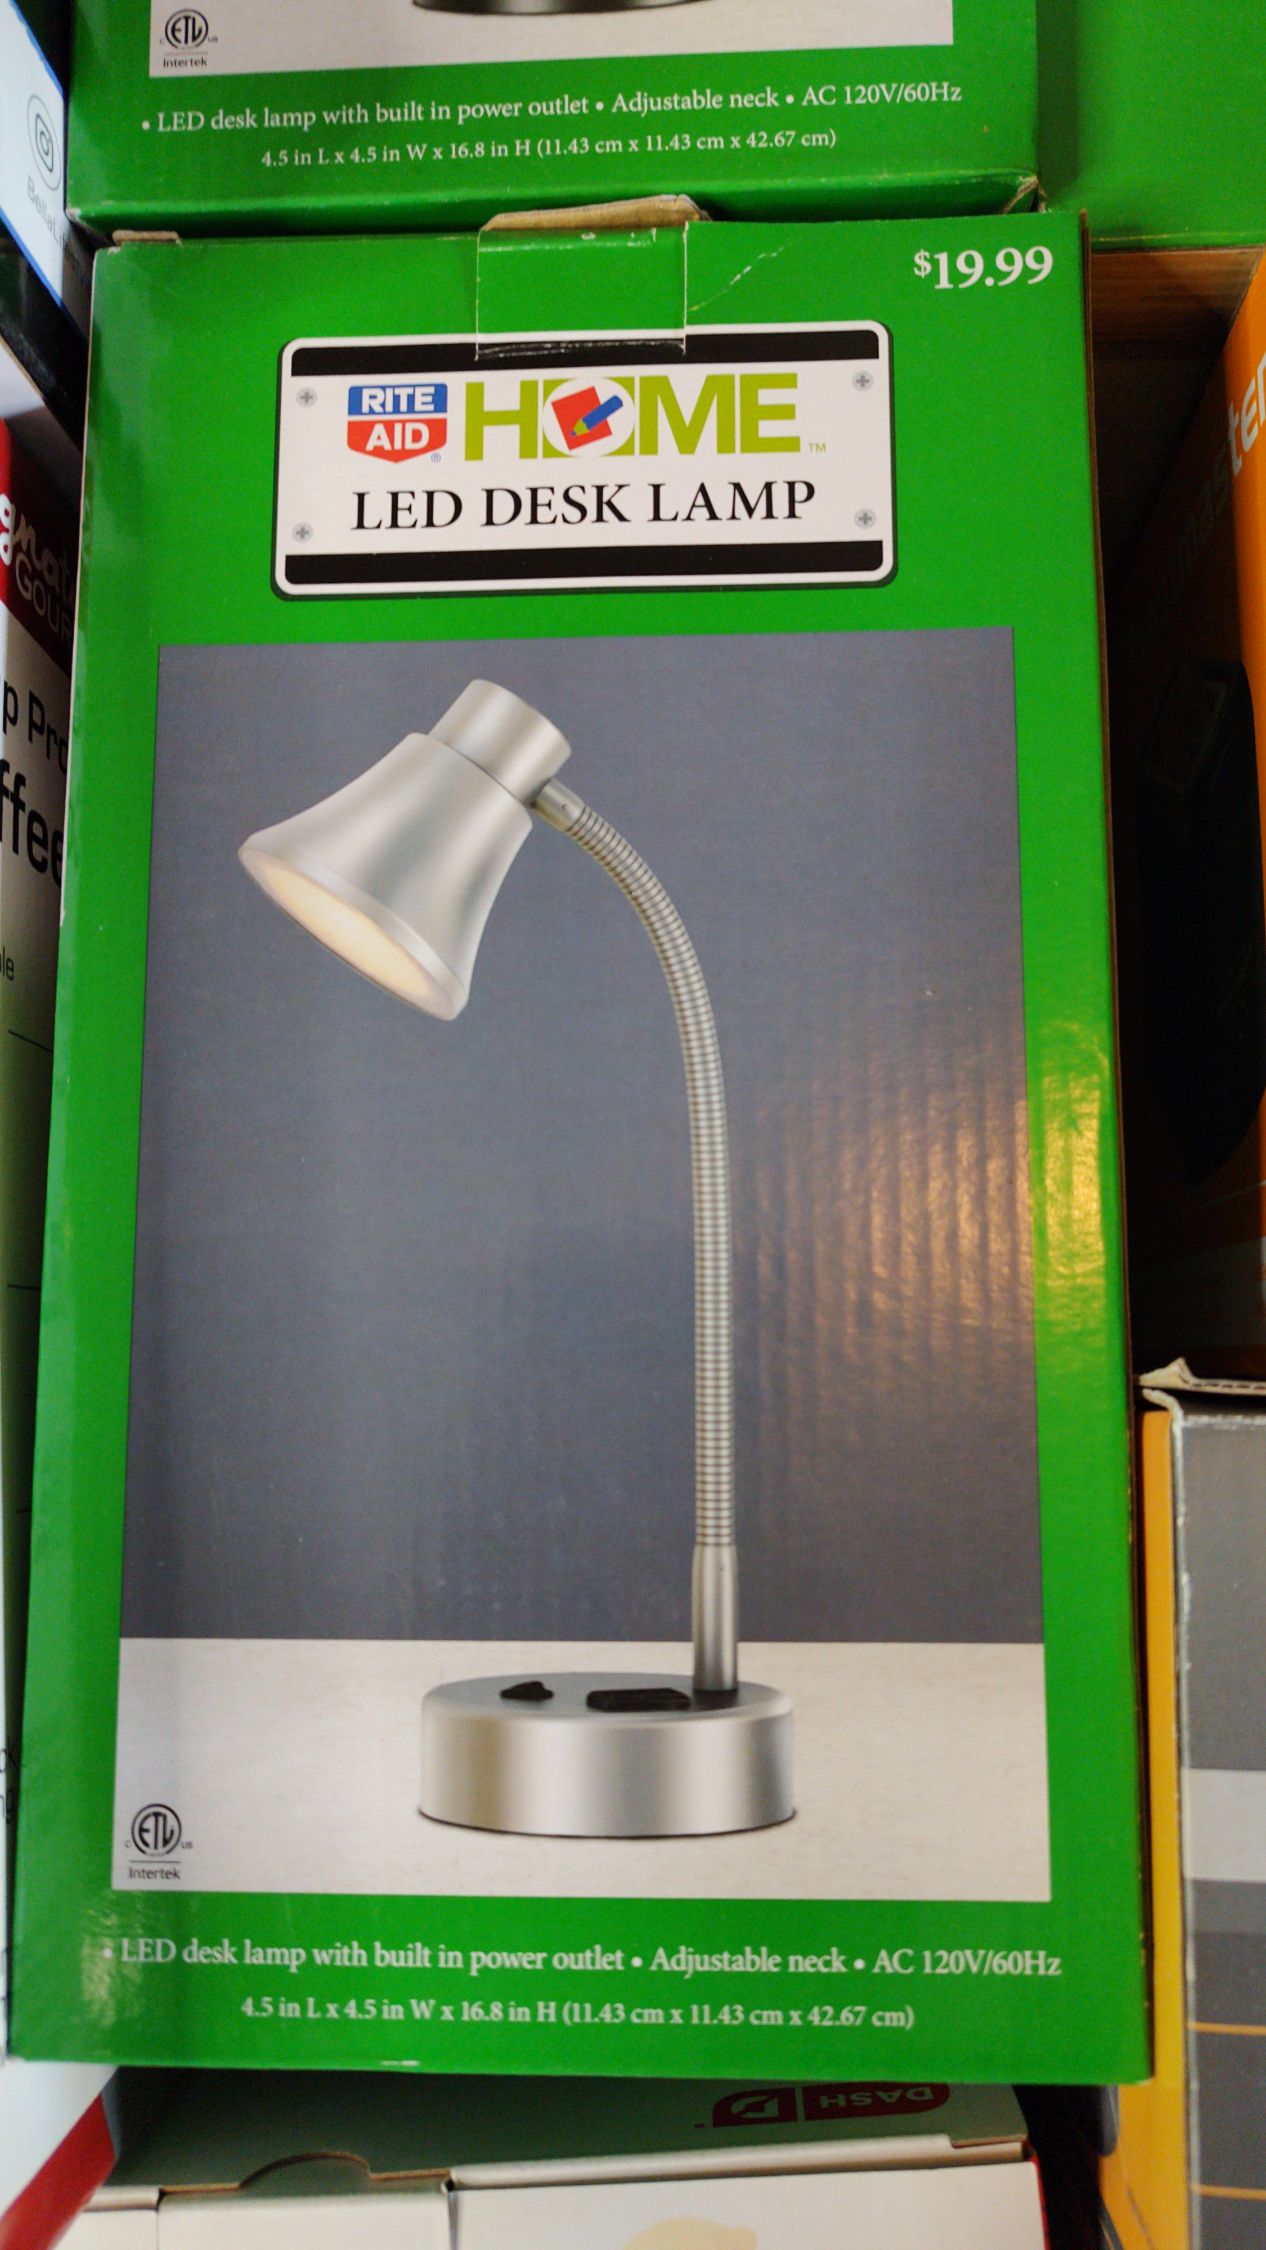 ETL
C US
Intertek
• LED desk lamp with built in power outlet • Adjustable neck • AC 120V/60Hz
4.5 in L x 4.5 in W x 16.8 in H (11.43 cm x 11.43 cm x 42.67 cm)
$19.99
RITE AID® HOME™
LED DESK LAMP
ETL
C US
Intertek
• LED desk lamp with built in power outlet • Adjustable neck • AC 120V/60Hz
4.5 in L x 4.5 in W x 16.8 in H (11.43 cm x 11.43 cm x 42.67 cm)
DASH